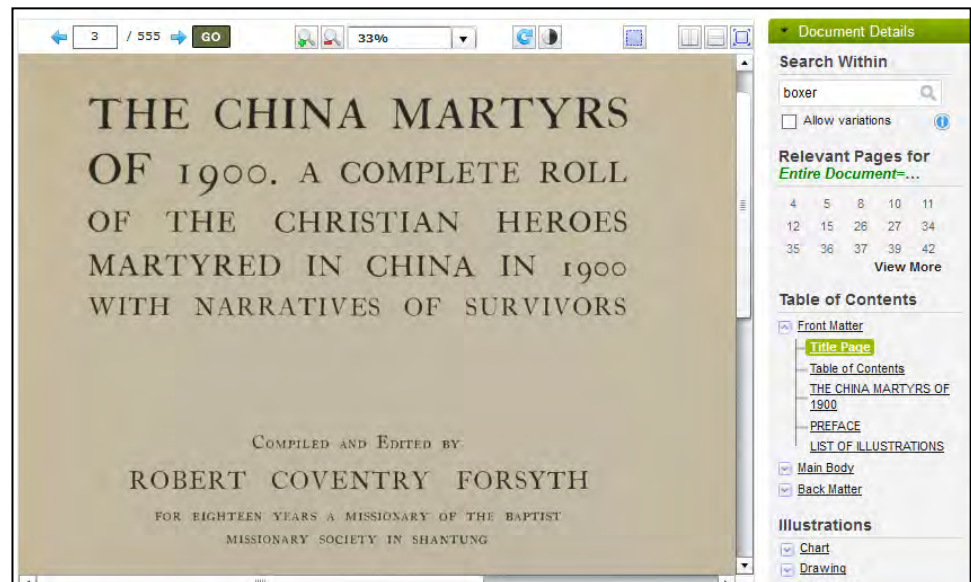 3 / 555 GO 33%
THE CHINA MARTYRS
OF 1900. A COMPLETE ROLL
OF THE CHRISTIAN HEROES
MARTYRED IN CHINA IN 1900
WITH NARRATIVES OF SURVIVORS
COMPILED AND EDITED BY
ROBERT COVENTRY FORSYTH
FOR EIGHTEEN YEARS A MISSIONARY OF THE BAPTIST
MISSIONARY SOCIETY IN SHANTUNG
Document Details
Search Within
boxer
Allow variations
Relevant Pages for
Entire Document=...
4 5 8 10 11
12 15 26 27 34
35 36 37 39 42
View More
Table of Contents
Front Matter
Title Page
Table of Contents
THE CHINA MARTYRS OF
1900
PREFACE
LIST OF ILLUSTRATIONS
Main Body
Back Matter
Illustrations
Chart
Drawing